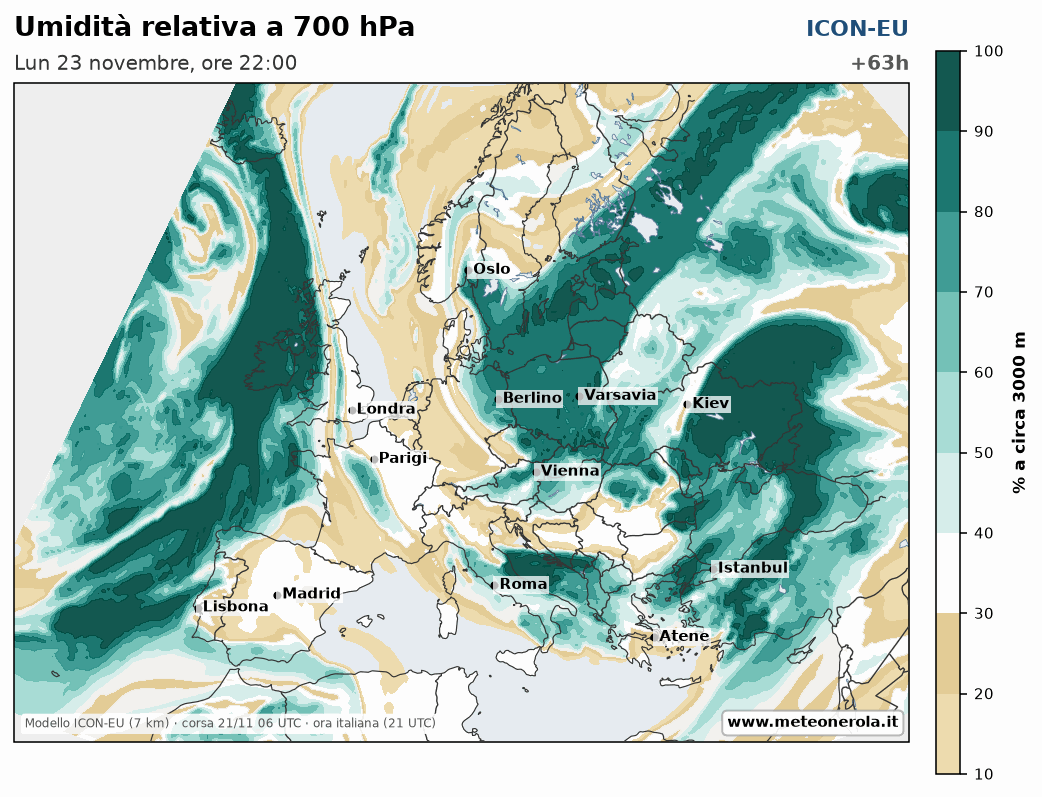 Umidità relativa a 700 hPa
ICON-EU
Lun 23 novembre, ore 22:00
+63h
100
90
80
70
60
50
40
30
20
10
% a circa 3000 m
Oslo
Berlino
Varsavia
Kiev
Londra
Parigi
Vienna
Istanbul
Roma
Madrid
Lisbona
Atene
Modello ICON-EU (7 km) · corsa 21/11 06 UTC · ora italiana (21 UTC)
www.meteonerola.it